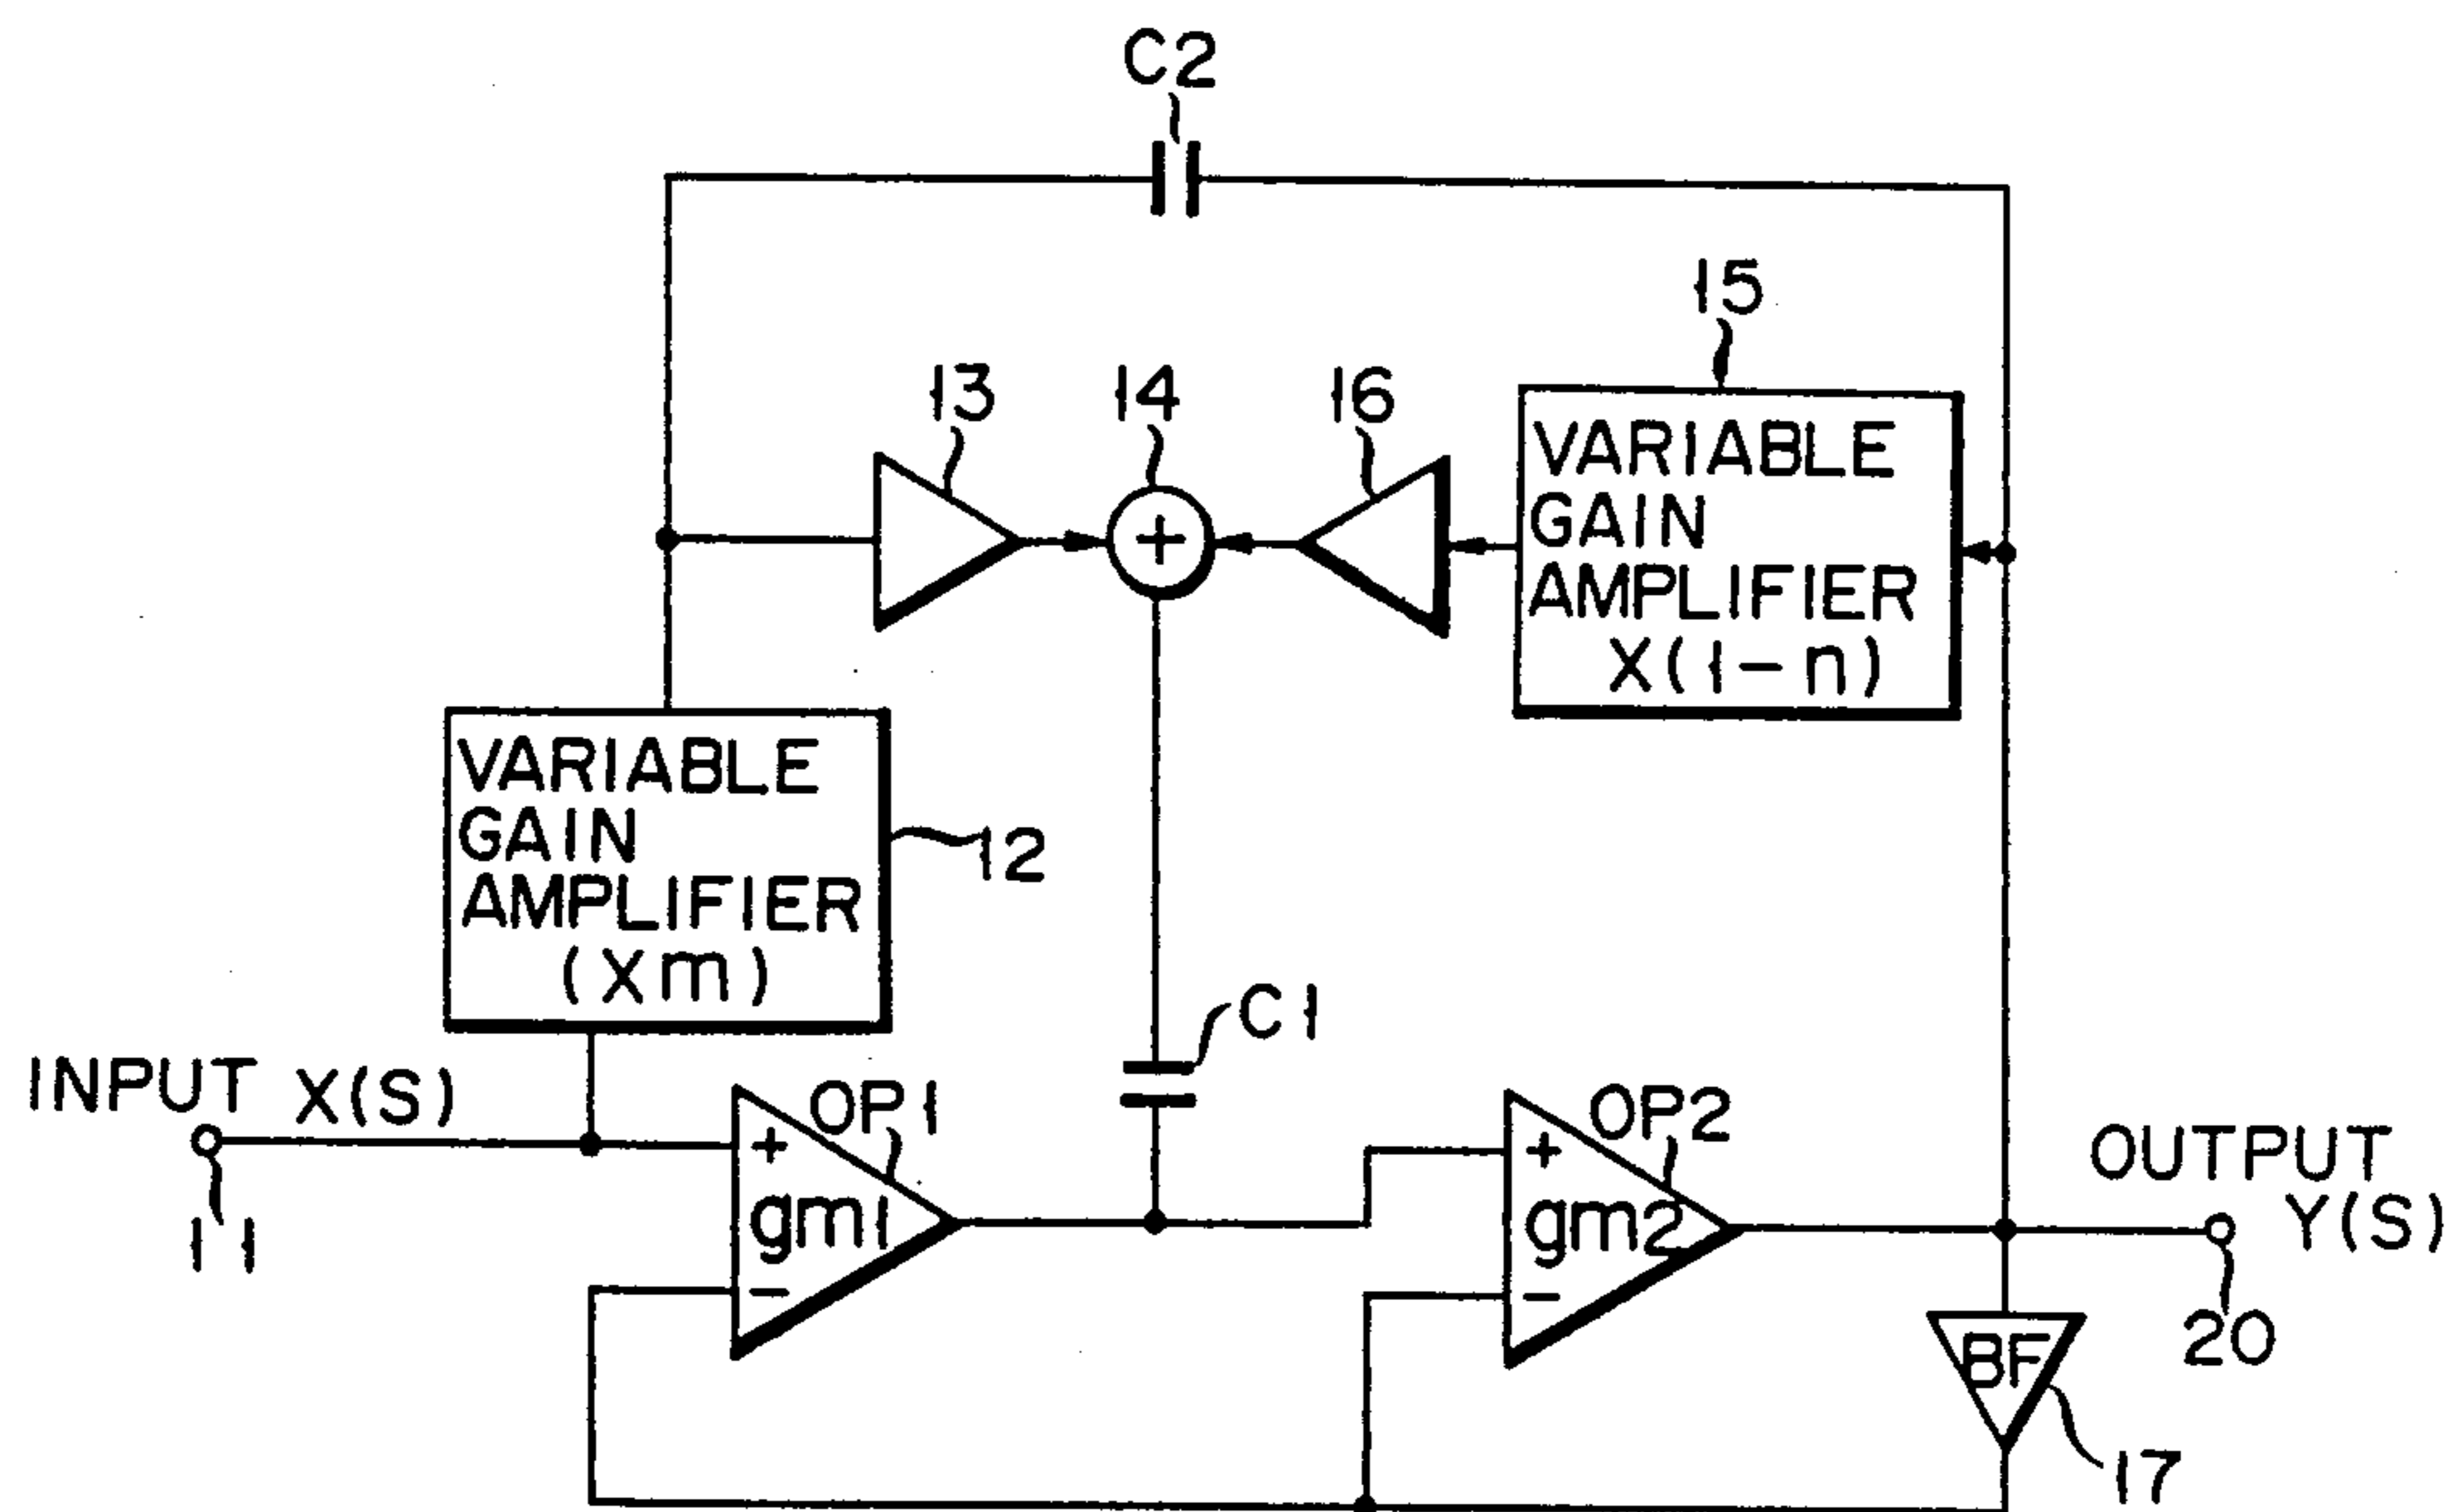 C2
15
13
14
16
VARIABLE
GAIN
AMPLIFIER
X(1-n)
+
VARIABLE
GAIN
AMPLIFIER
(Xm)
12
C1
INPUT X(S)
11
OP1
+
gm1
-
OP2
+
gm2
-
OUTPUT
Y(S)
20
BF
17